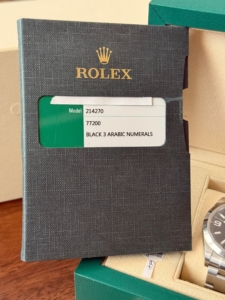 ROLEX
Model 214270
77200
BLACK 3 ARABIC NUMERALS